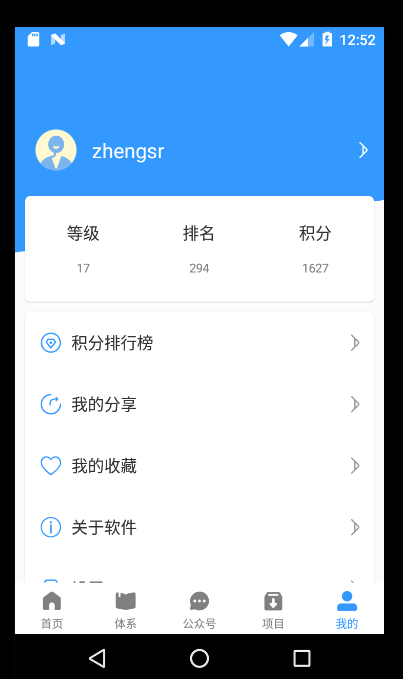 12:52
zhengsr
等级 排名 积分
17 294 1627
积分排行榜
我的分享
我的收藏
关于软件
首页 体系 公众号 项目 我的